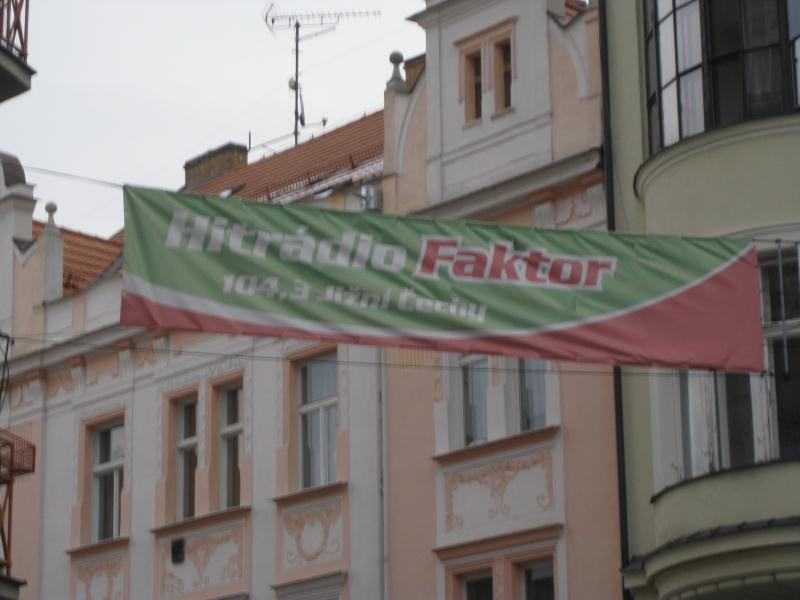 Hitrádio Faktor
104,3 Jižní Čechy